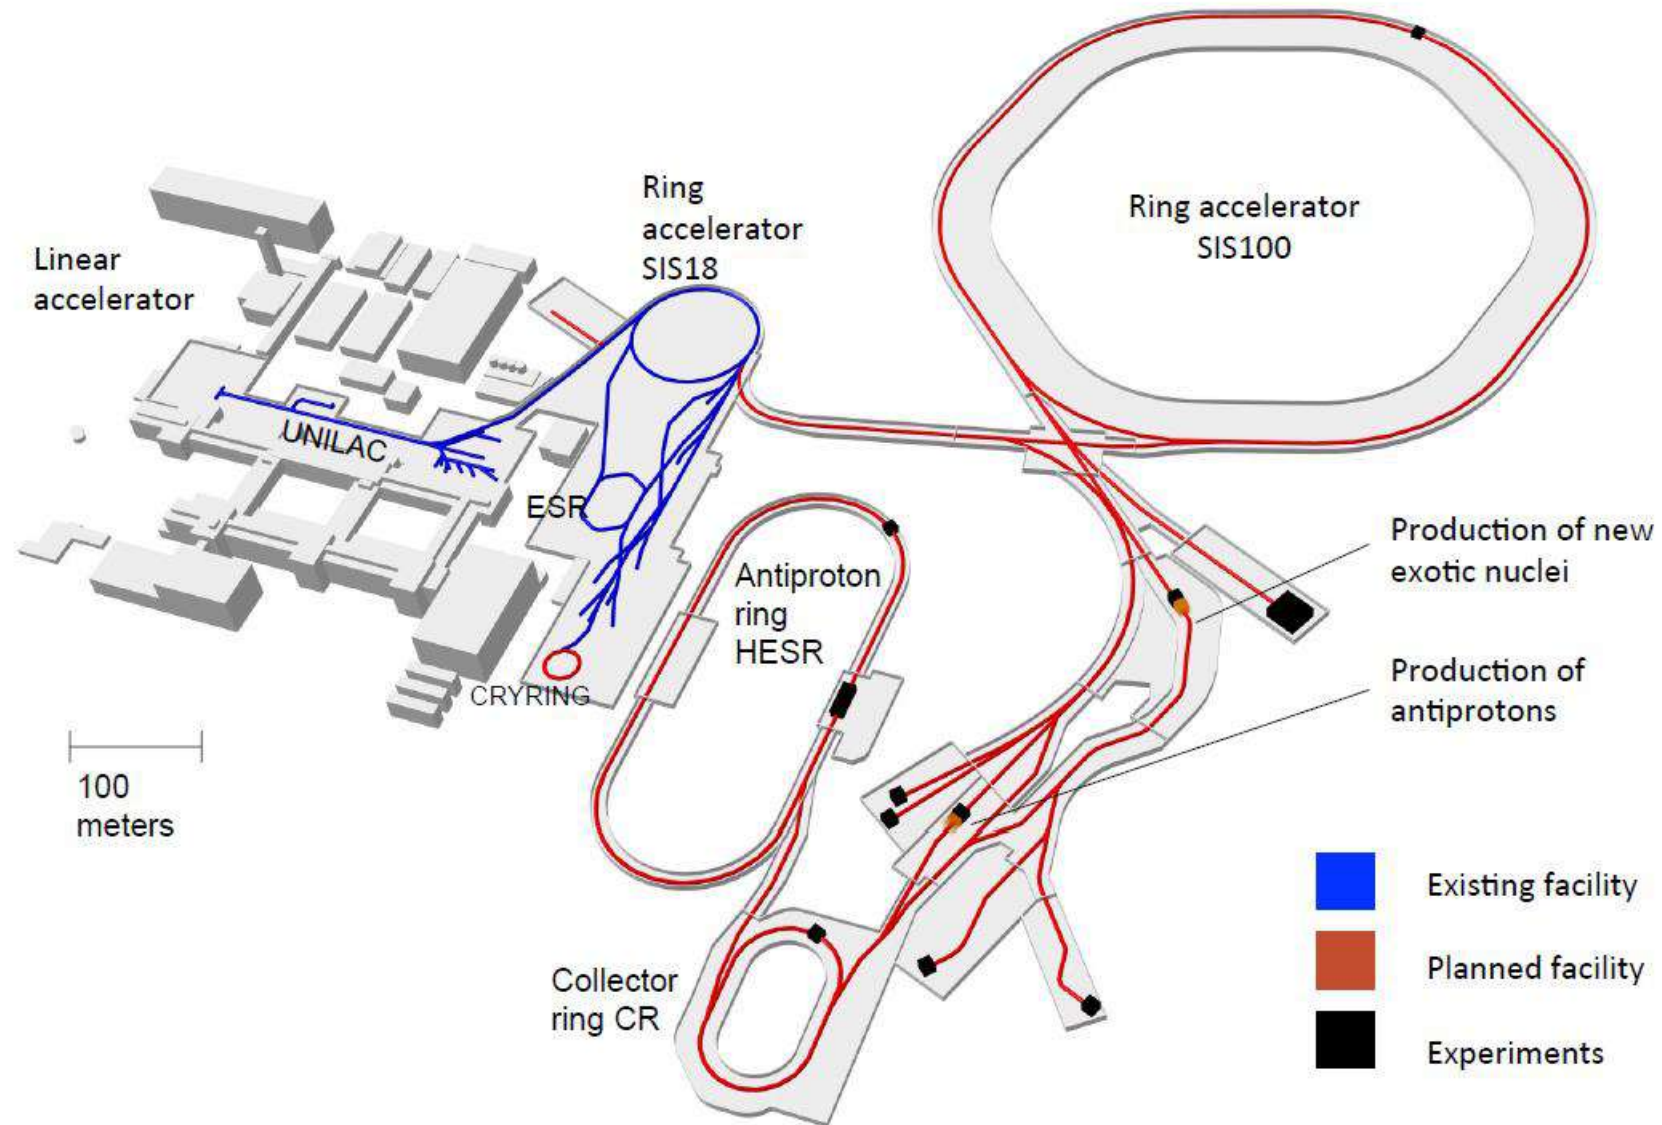 Ring
accelerator
SIS18
Ring accelerator
SIS100
Linear
accelerator
UNILAC
ESR
Antiproton
ring
HESR
CRYRING
Production of new
exotic nuclei
Production of
antiprotons
100
meters
Collector
ring CR
Existing facility
Planned facility
Experiments